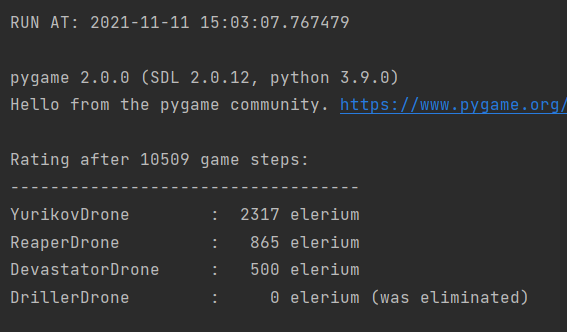 RUN AT: 2021-11-11 15:03:07.767479
pygame 2.0.0 (SDL 2.0.12, python 3.9.0)
Hello from the pygame community. https://www.pygame.org/
Rating after 10509 game steps:
-----------------------------------
YurikovDrone        :  2317 elerium
ReaperDrone         :   865 elerium
DevastatorDrone     :   500 elerium
DrillerDrone        :     0 elerium (was eliminated)